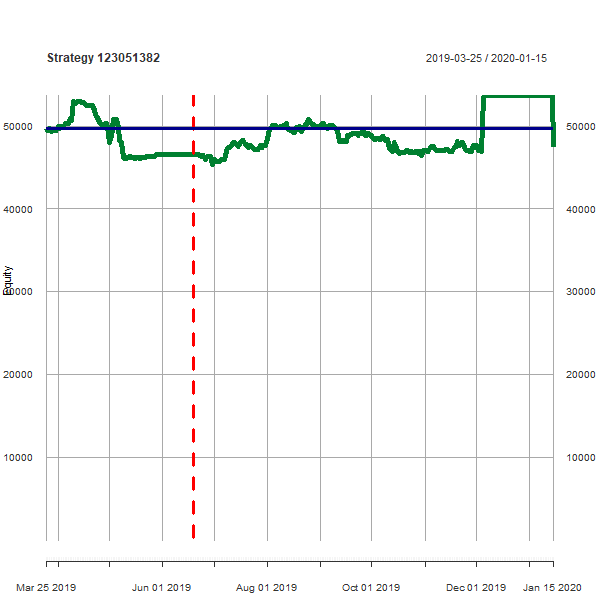 Strategy 123051382
2019-03-25 / 2020-01-15
50000
50000
40000
40000
Equity
30000
30000
20000
20000
10000
10000
Mar 25 2019
Jun 01 2019
Aug 01 2019
Oct 01 2019
Dec 01 2019
Jan 15 2020